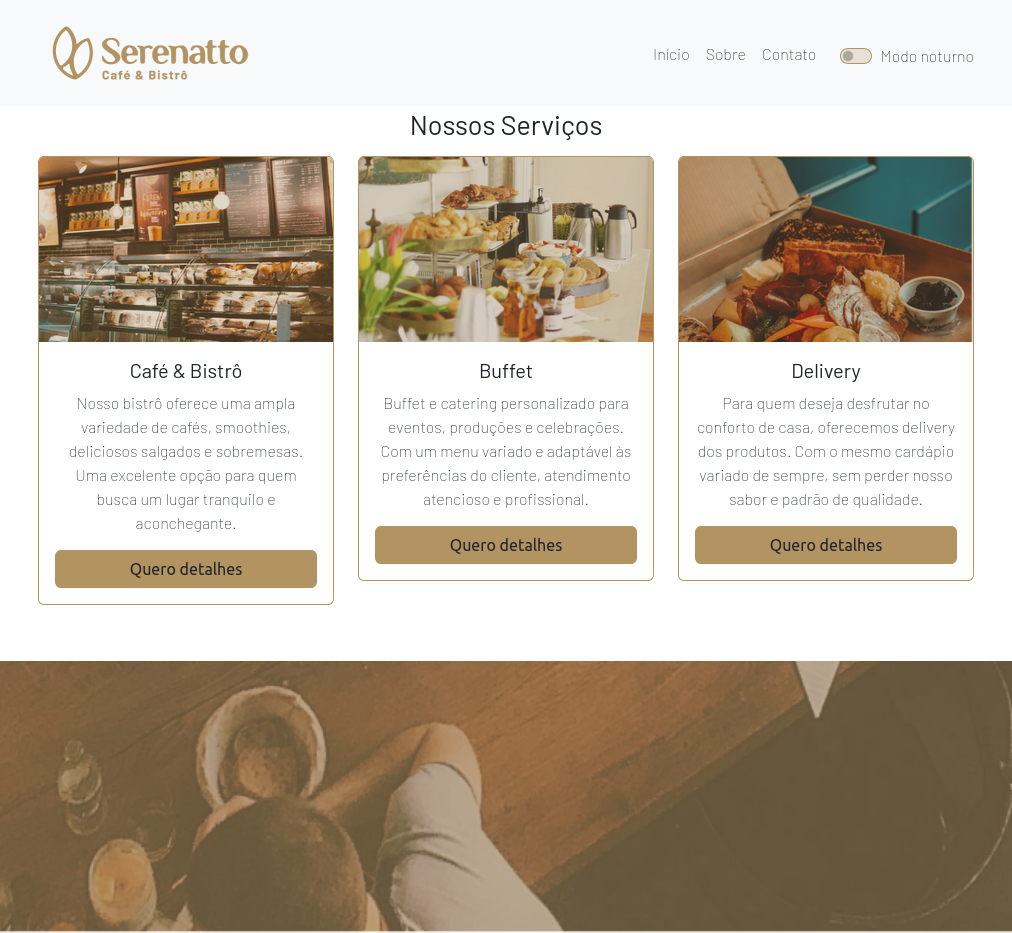 Serenatto
Café & Bistrô
Início
Sobre
Contato
Modo noturno
Nossos Serviços
Café & Bistrô
Nosso bistrô oferece uma ampla
variedade de cafés, smoothies,
deliciosos salgados e sobremesas.
Uma excelente opção para quem
busca um lugar tranquilo e
aconchegante.
Quero detalhes
Buffet
Buffet e catering personalizado para
eventos, produções e celebrações.
Com um menu variado e adaptável às
preferências do cliente, atendimento
atencioso e profissional.
Quero detalhes
Delivery
Para quem deseja desfrutar no
conforto de casa, oferecemos delivery
dos produtos. Com o mesmo cardápio
variado de sempre, sem perder nosso
sabor e padrão de qualidade.
Quero detalhes